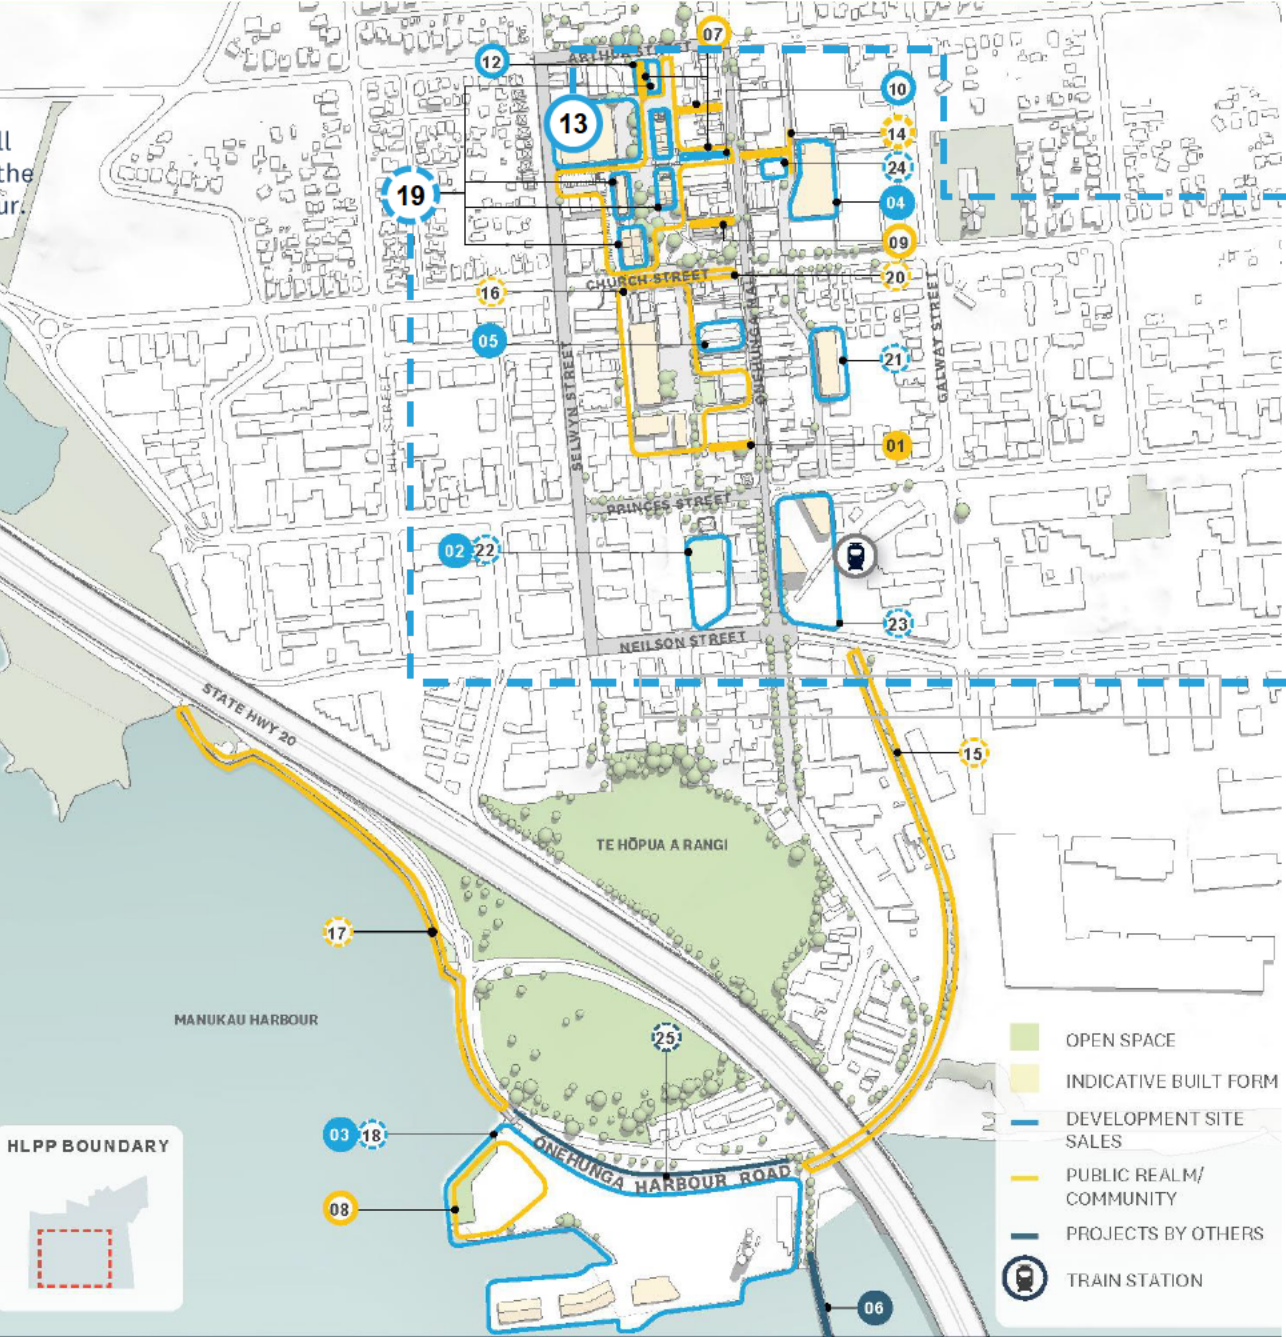 07
ARTHUR STREET
12
10
13
14
ll
the
ur.
24
19
04
09
CHURCH STREET
20
16
05
21
SELWYN STREET
GALWAY STREET
01
PRINCES STREET
02
22
23
NEILSON STREET
STATE HWY 20
15
TE HŌPUA A RANGI
17
MANUKAU HARBOUR
25
03
18
ONEHUNGA HARBOUR ROAD
08
06
HLPP BOUNDARY
OPEN SPACE
INDICATIVE BUILT FORM
DEVELOPMENT SITE
SALES
PUBLIC REALM/
COMMUNITY
PROJECTS BY OTHERS
TRAIN STATION